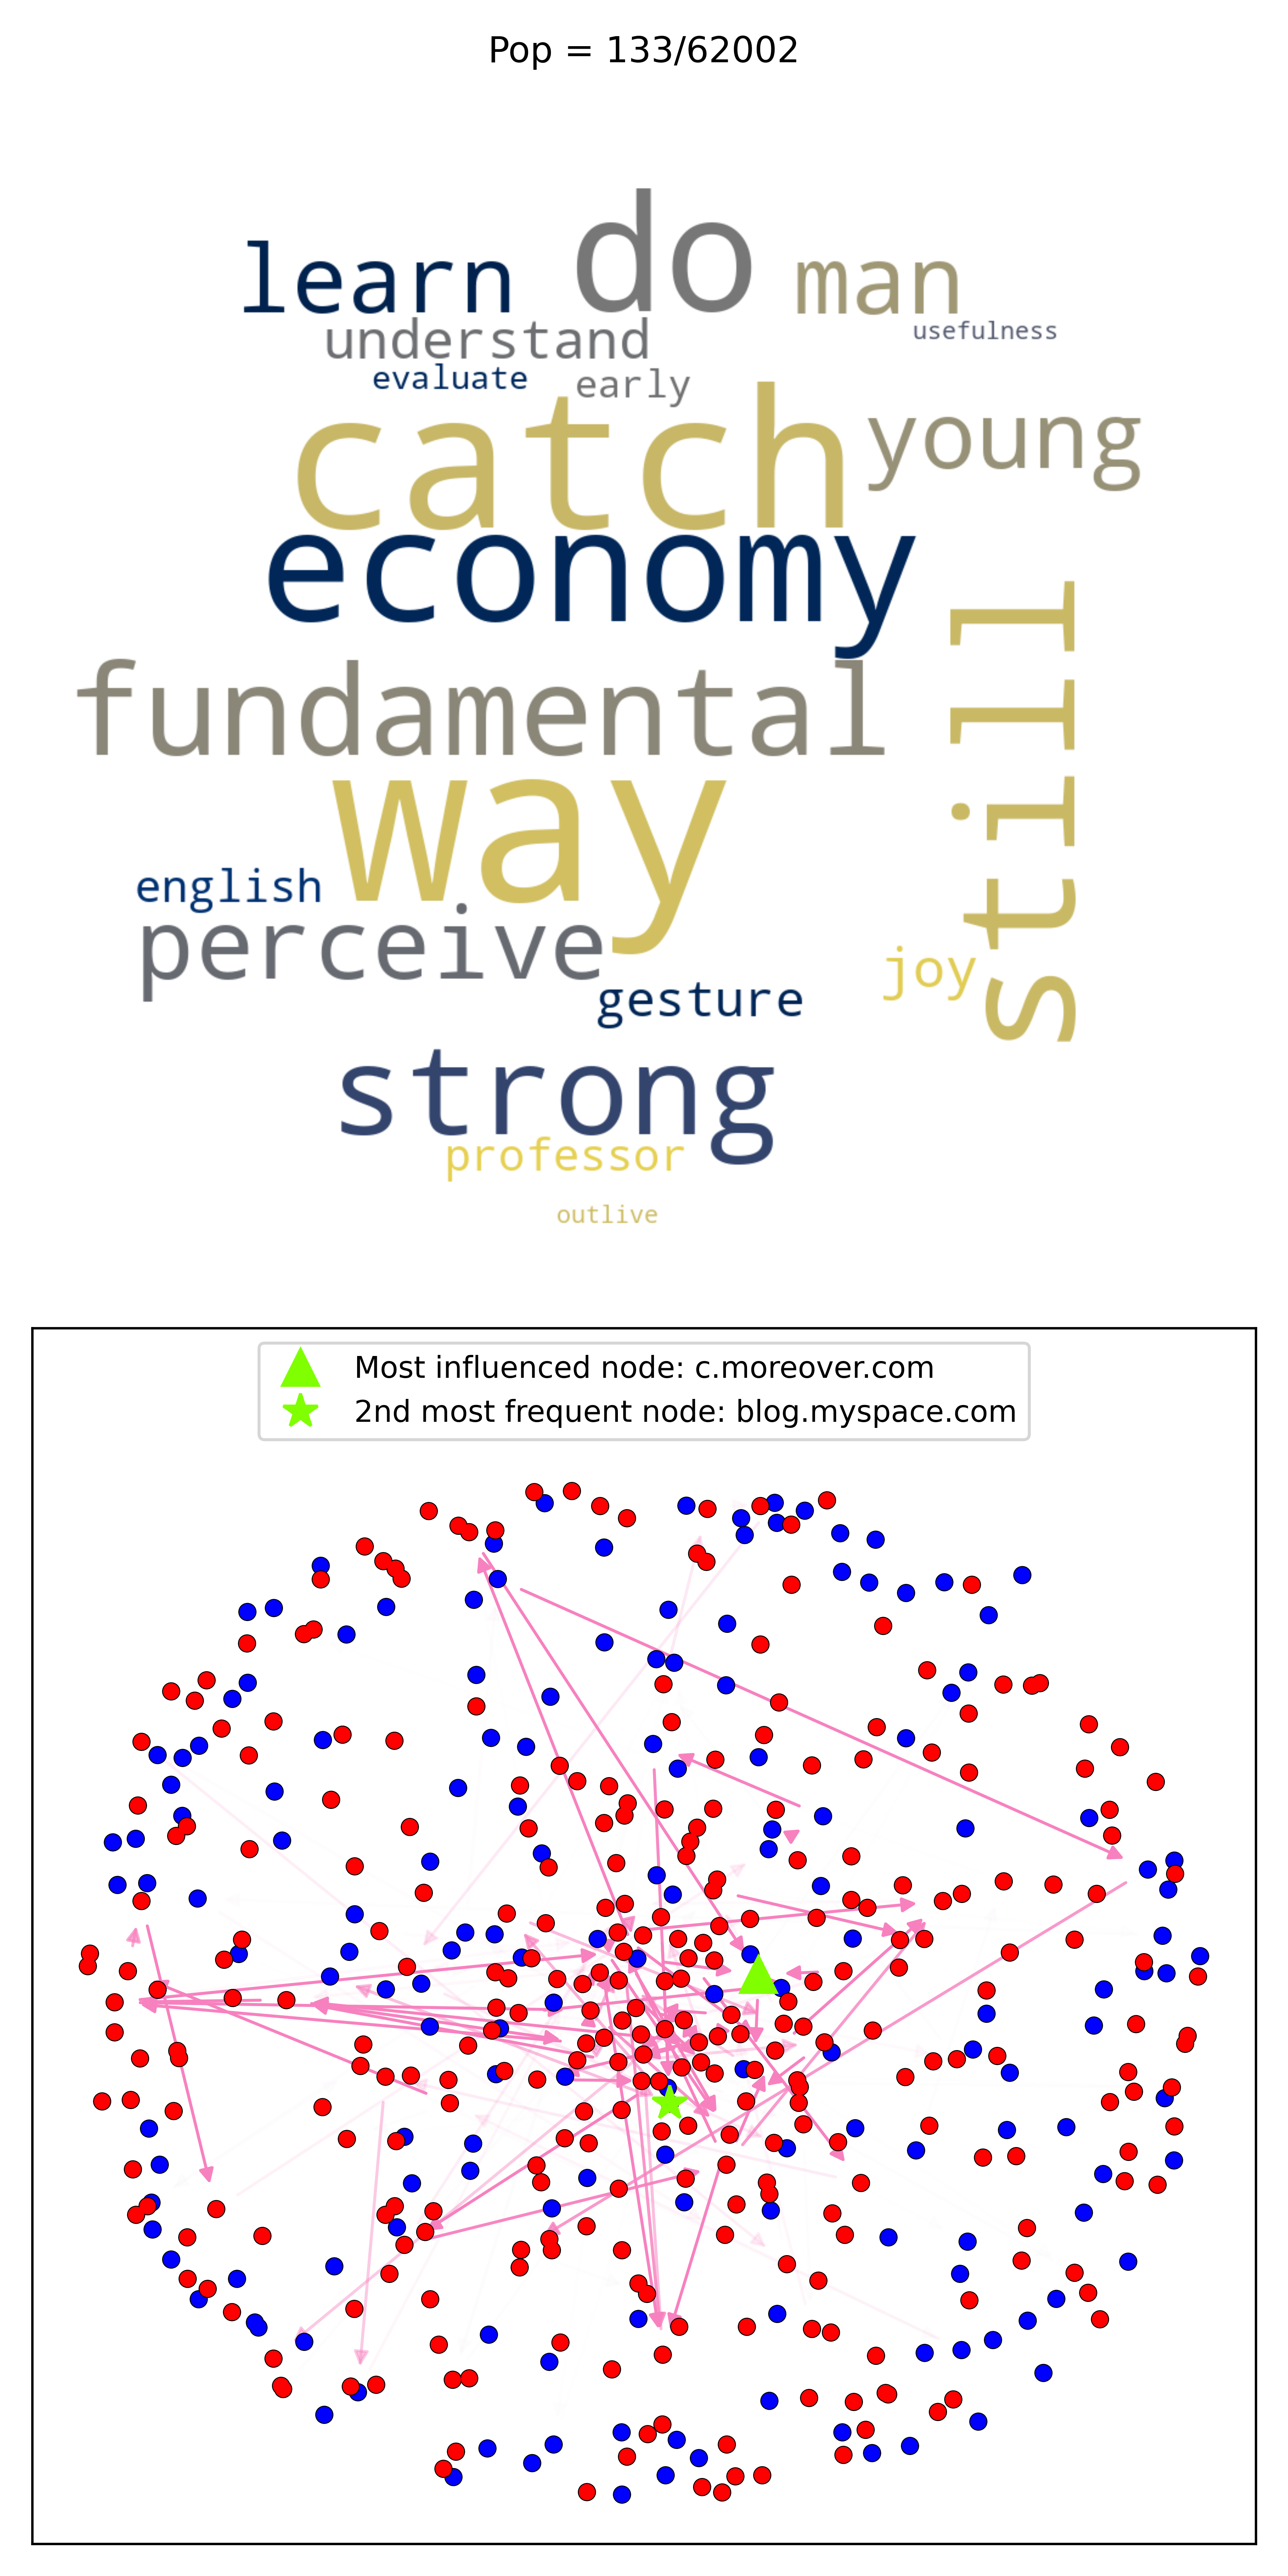 Pop = 133/62002
do
learn
man
understand
usefulness
evaluate
early
catch
young
economy
still
fundamental
way
english
perceive
joy
gesture
strong
professor
outlive
Most influenced node: c.moreover.com
2nd most frequent node: blog.myspace.com